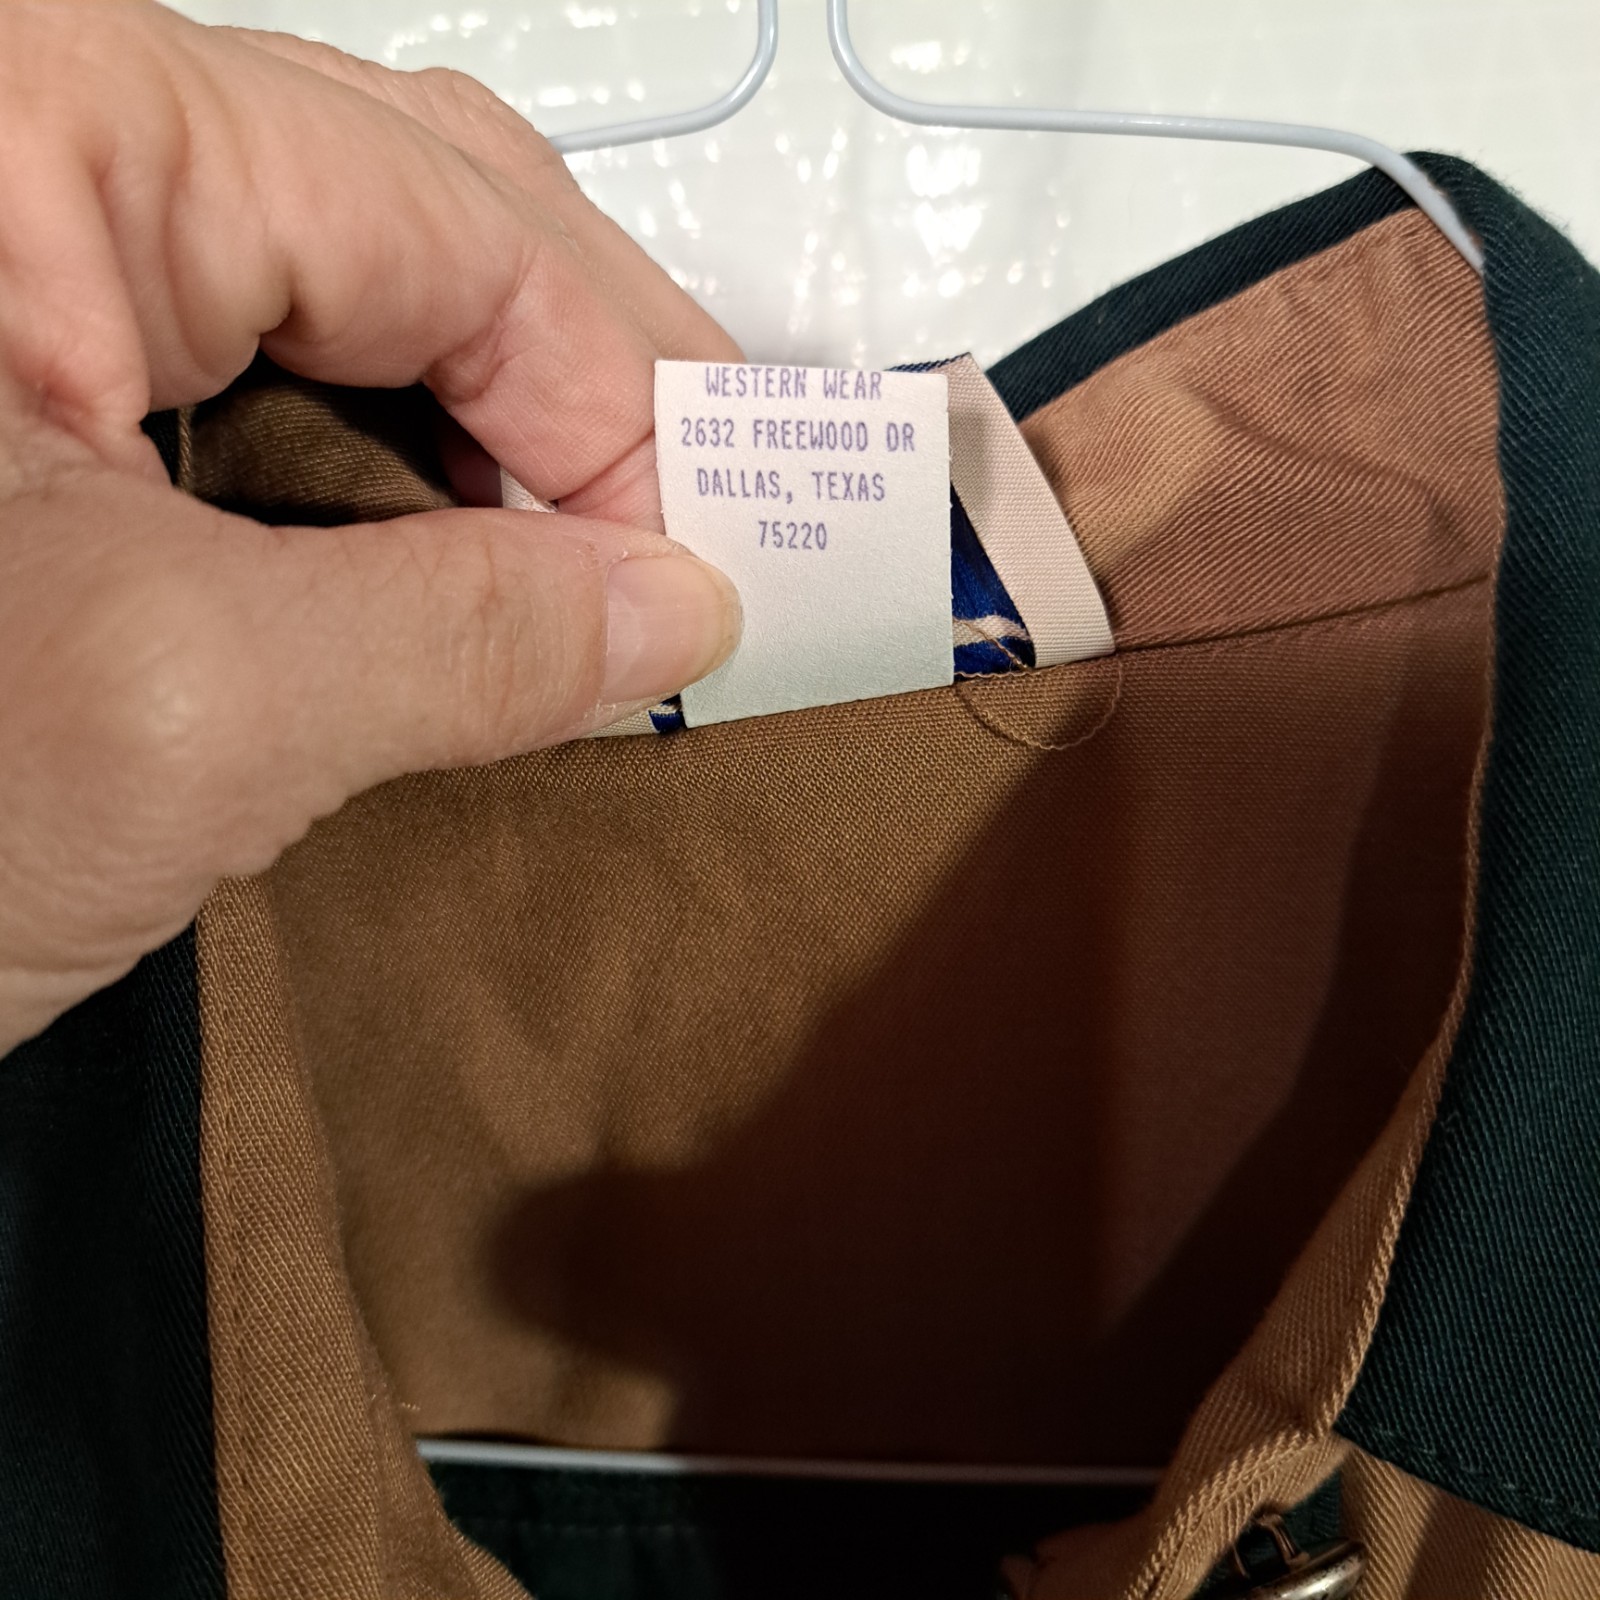 WESTERN WEAR
2632 FREEWOOD DR
DALLAS, TEXAS
75220